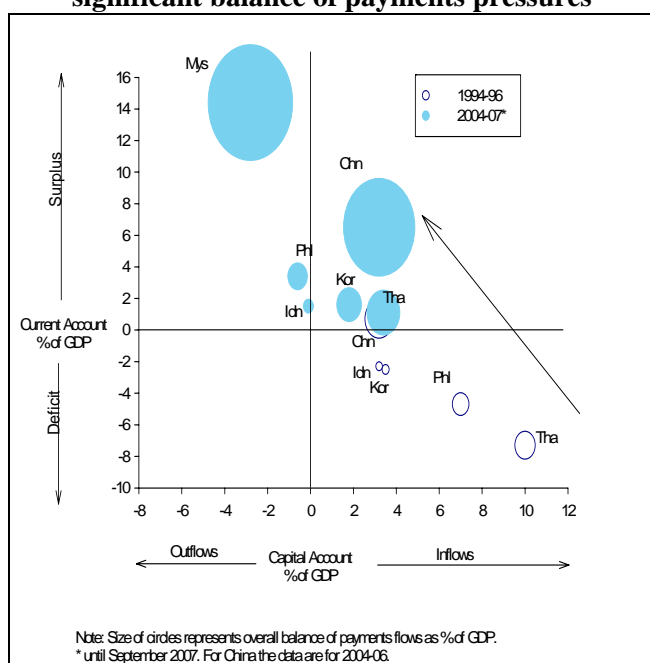 significant balance of payments pressures
Mys
1994-96
2004-07*
Chn
Phl
Kor
Idn
Tha
Chn
Idn
Kor
Phl
Tha
Surplus
Current Account
% of GDP
Deficit
16
14
12
10
8
6
4
2
0
-2
-4
-6
-8
-10
-8 -6 -4 -2 0 2 4 6 8 10 12
Outflows Capital Account Inflows
% of GDP
Note: Size of circles represents overall balance of payments flows as % of GDP.
* until September 2007. For China the data are for 2004-06.